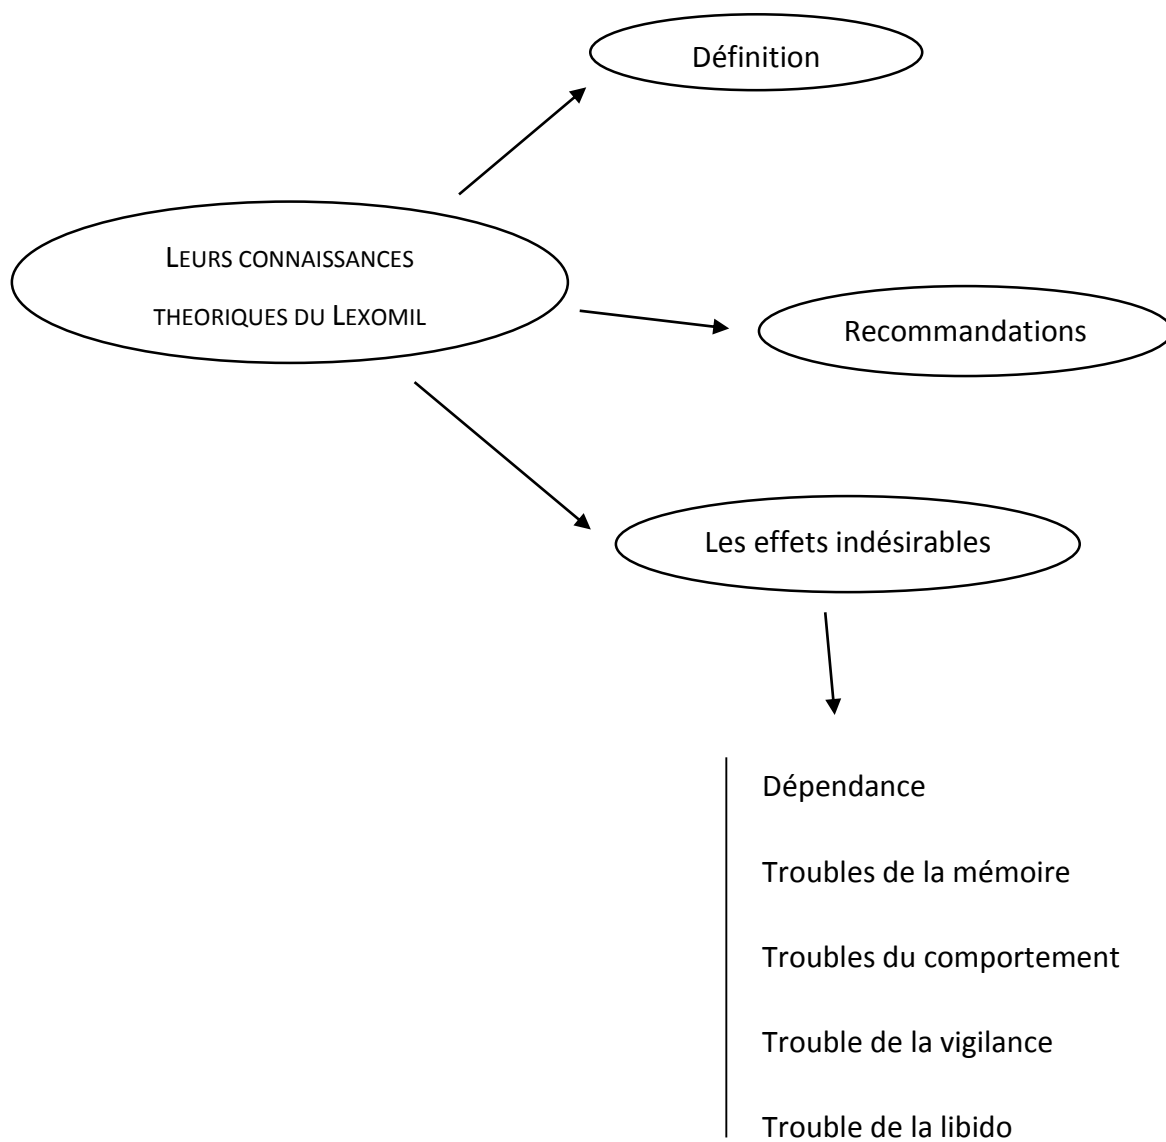 Définition
LEURS CONNAISSANCES
THEORIQUES DU LEXOMIL
Recommandations
Les effets indésirables
Dépendance
Troubles de la mémoire
Troubles du comportement
Trouble de la vigilance
Trouble de la libido